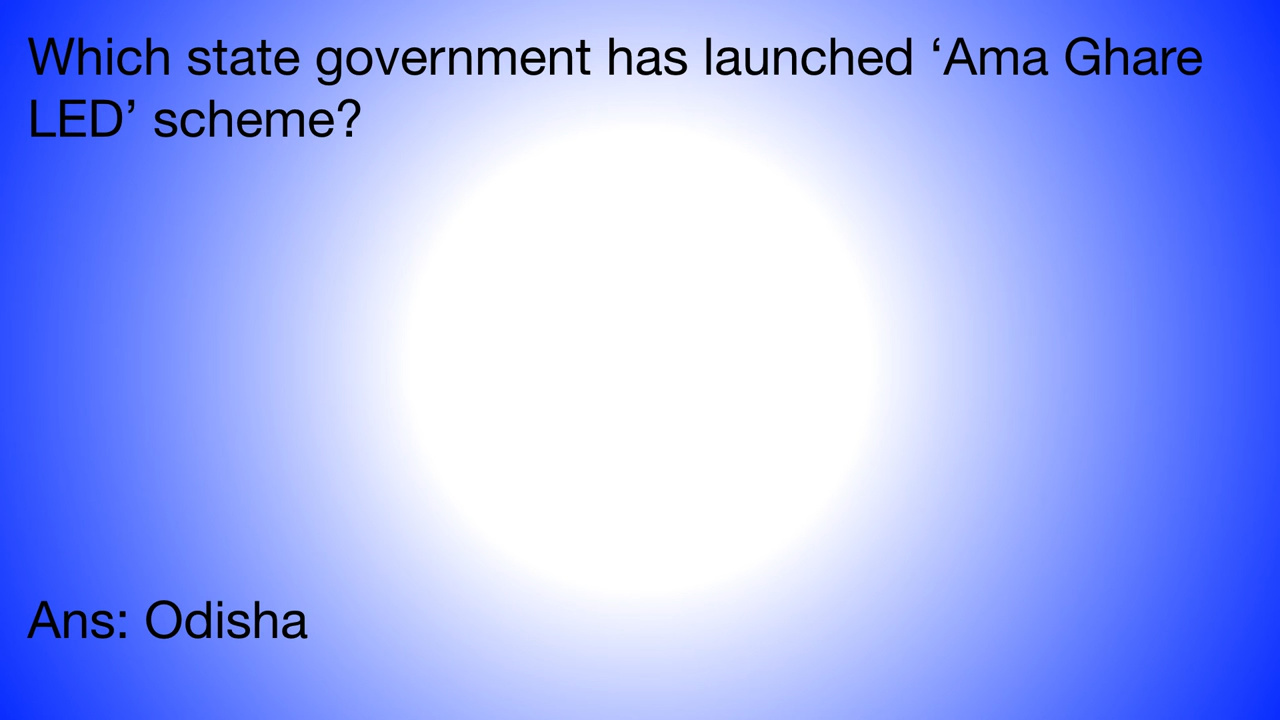 Which state government has launched ‘Ama Ghare
LED’ scheme?
Ans: Odisha